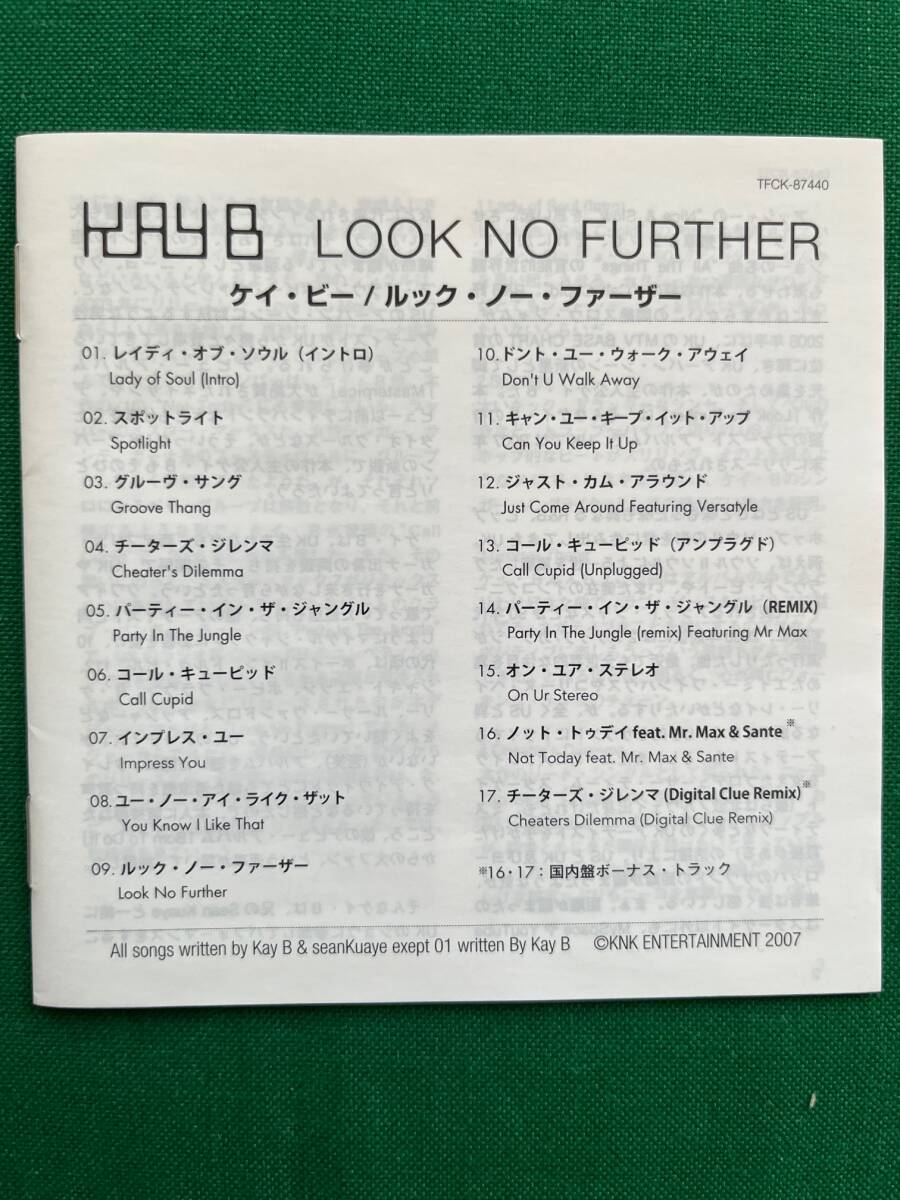 TFCK-87440
KAY B LOOK NO FURTHER
ケイ・ビー / ルック・ノー・ファーザー
01. レイディ・オブ・ソウル（イントロ）
Lady of Soul (Intro)
02. スポットライト
Spotlight
03. グルーヴ・サング
Groove Thang
04. チーターズ・ジレンマ
Cheater's Dilemma
05. パーティー・イン・ザ・ジャングル
Party In The Jungle
06. コール・キューピッド
Call Cupid
07. インプレス・ユー
Impress You
08. ユー・ノー・アイ・ライク・ザット
You Know I Like That
09. ルック・ノー・ファーザー
Look No Further
10. ドント・ユー・ウォーク・アウェイ
Don't U Walk Away
11. キャン・ユー・キープ・イット・アップ
Can You Keep It Up
12. ジャスト・カム・アラウンド
Just Come Around Featuring Versatyle
13. コール・キューピッド（アンプラグド）
Call Cupid (Unplugged)
14. パーティー・イン・ザ・ジャングル（REMIX)
Party In The Jungle (remix) Featuring Mr Max
15. オン・ユア・ステレオ
On Ur Stereo
16. ノット・トゥデイ feat. Mr. Max & Sante※
Not Today feat. Mr. Max & Sante
17. チーターズ・ジレンマ (Digital Clue Remix)※
Cheaters Dilemma (Digital Clue Remix)
※16・17：国内盤ボーナス・トラック
All songs written by Kay B & seanKuaye exept 01 written By Kay B ©KNK ENTERTAINMENT 2007